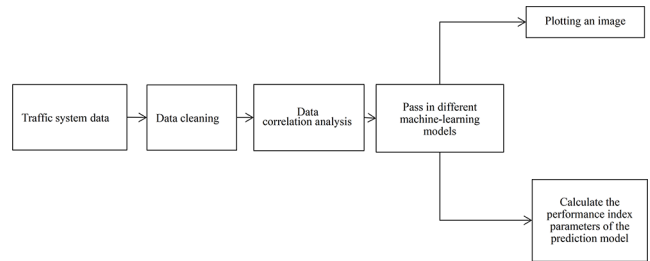 Plotting an image
Traffic system data
Data cleaning
Data
correlation analysis
Pass in different
machine-learning
models
Calculate the
performance index
parameters of the
prediction model